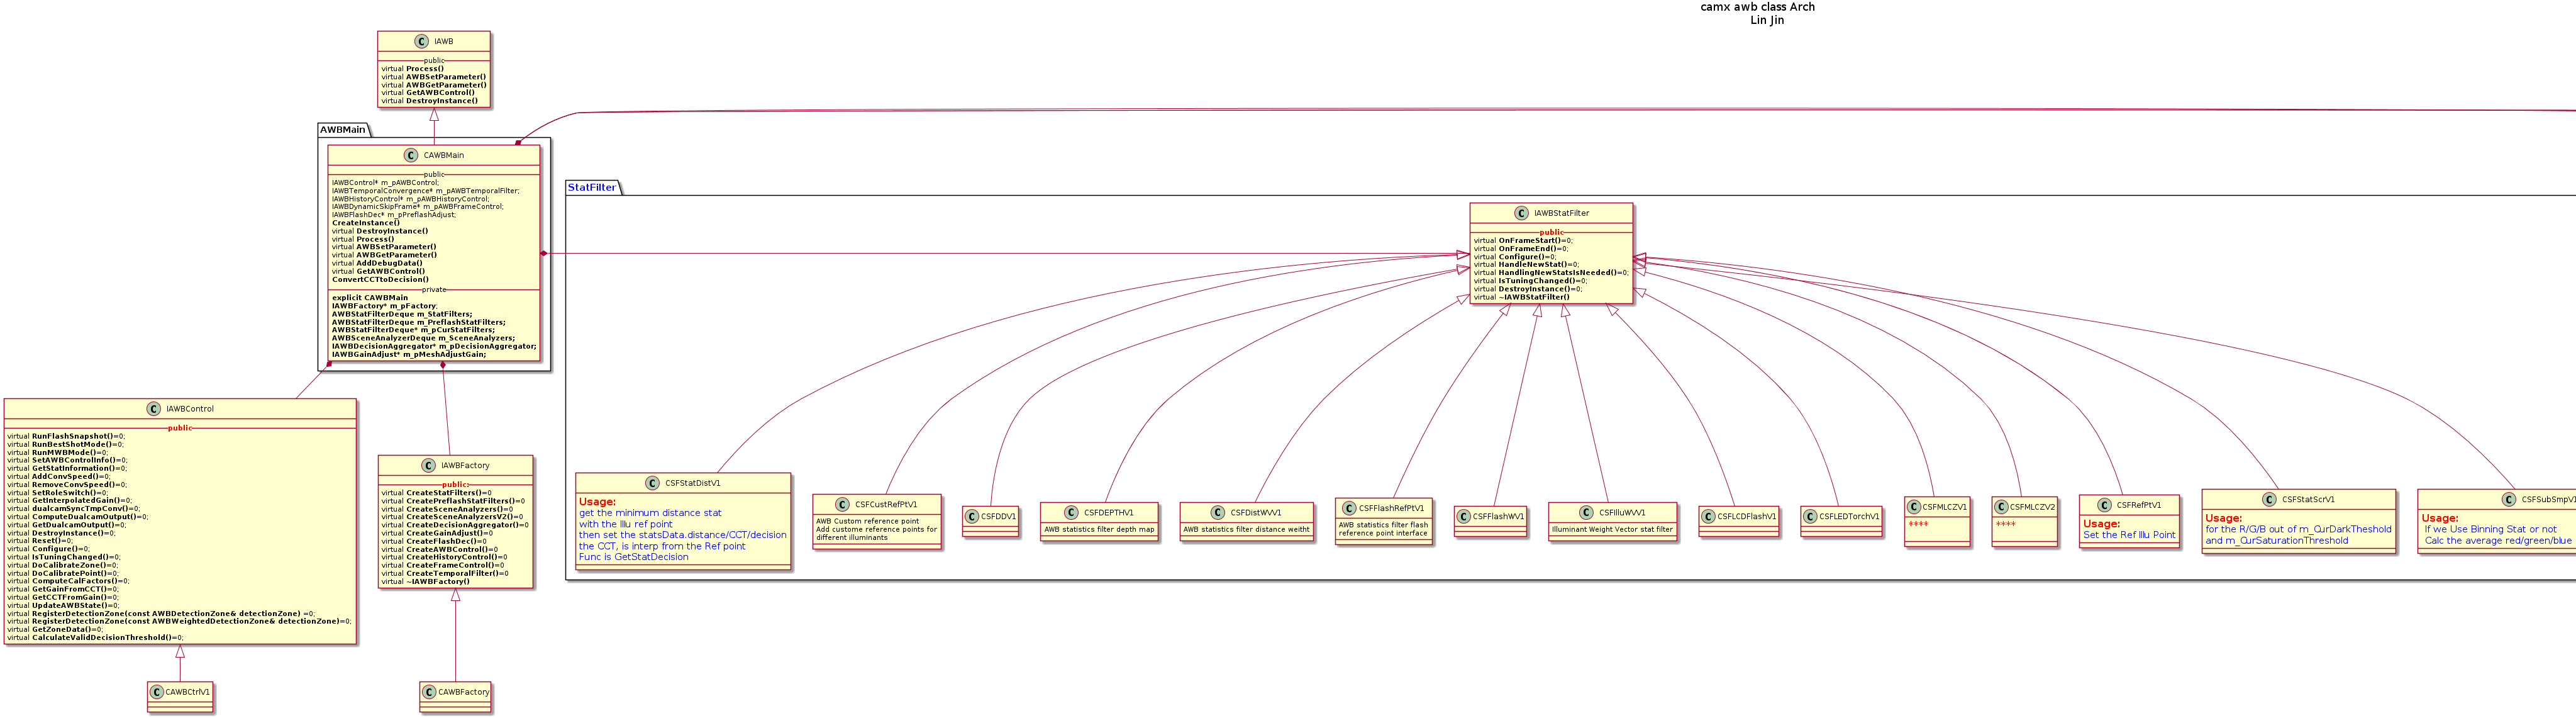 camx awb class Arch
Lin Jin
C IAWB
public
virtual Process()
virtual AWBSetParameter()
virtual AWBGetParameter()
virtual GetAWBControl()
virtual DestroyInstance()
AWBMain
C CAWBMain
public
IAWBControl* m_pAWBControl;
IAWBTemporalConvergence* m_pAWBTemporalFilter;
IAWBHistoryControl* m_pAWBHistoryControl;
IAWBDynamicSkipFrame* m_pAWBFrameControl;
IAWBFlashDec* m_pPreflashAdjust;
CreateInstance()
virtual DestroyInstance()
virtual Process()
virtual AWBSetParameter()
virtual AWBGetParameter()
virtual AddDebugData()
virtual GetAWBControl()
ConvertCCTtoDecision()
private
explicit CAWBMain
IAWBFactory* m_pFactory;
AWBStatFilterDeque m_StatFilters;
AWBStatFilterDeque m_PreflashStatFilters;
AWBStatFilterDeque* m_pCurStatFilters;
AWBSceneAnalyzerDeque m_SceneAnalyzers;
IAWBDecisionAggregator* m_pDecisionAggregator;
IAWBGainAdjust* m_pMeshAdjustGain;
StatFilter
C IAWBStatFilter
public
virtual OnFrameStart()=0;
virtual OnFrameEnd()=0;
virtual Configure()=0;
virtual HandleNewStat()=0;
virtual HandlingNewStatsIsNeeded()=0;
virtual IsTuningChanged()=0;
virtual DestroyInstance()=0;
virtual ~IAWBStatFilter()
C IAWBControl
public
virtual RunFlashSnapshot()=0;
virtual RunBestShotMode()=0;
virtual RunMWBMode()=0;
virtual SetAWBControlInfo()=0;
virtual GetStatInformation()=0;
virtual AddConvSpeed()=0;
virtual RemoveConvSpeed()=0;
virtual SetRoleSwitch()=0;
virtual GetInterpolatedGain()=0;
virtual dualcamSyncTmpConv()=0;
virtual ComputeDualcamOutput()=0;
virtual GetDualcamOutput()=0;
virtual DestroyInstance()=0;
virtual Reset()=0;
virtual Configure()=0;
virtual IsTuningChanged()=0;
virtual DoCalibrateZone()=0;
virtual DoCalibratePoint()=0;
virtual ComputeCalFactors()=0;
virtual GetGainFromCCT()=0;
virtual GetCCTFromGain()=0;
virtual UpdateAWBState()=0;
virtual RegisterDetectionZone(const AWBDetectionZone& detectionZone) =0;
virtual RegisterDetectionZone(const AWBWeightedDetectionZone& detectionZone)=0;
virtual GetZoneData()=0;
virtual CalculateValidDecisionThreshold()=0;
C IAWBFactory
public:
virtual CreateStatFilters()=0
virtual CreatePreflashStatFilters()=0
virtual CreateSceneAnalyzers()=0
virtual CreateSceneAnalyzersV2()=0
virtual CreateDecisionAggregator()=0
virtual CreateGainAdjust()=0
virtual CreateFlashDec()=0
virtual CreateAWBControl()=0
virtual CreateHistoryControl()=0
virtual CreateFrameControl()=0
virtual CreateTemporalFilter()=0
virtual ~IAWBFactory()
C CSFStatDistV1
Usage:
get the minimum distance stat
with the Illu ref point
then set the statsData.distance/CCT/decision
the CCT, is interp from the Ref point
Func is GetStatDecision
C CSFCustRefPtV1
AWB Custom reference point
Add custome reference points for
different illuminants
C CSFDDV1
C CSFDEPTHV1
AWB statistics filter depth map
C CSFDistWVV1
AWB statistics filter distance weitht
C CSFFlashRefPtV1
AWB statistics filter flash
reference point interface
C CSFFlashWV1
C CSFIlluWVV1
Illuminant Weight Vector stat filter
C CSFLCDFlashV1
C CSFLEDTorchV1
C CSFMLCZV1
****
C CSFMLCZV2
****
C CSFRefPtV1
Usage:
Set the Ref Illu Point
C CSFStatScrV1
Usage:
for the R/G/B out of m_CurDarkTheshold
and m_CurSaturationThreshold
C CSFSubSmpV1
Usage:
If we Use Binning Stat or not
Calc the average red/green/blue
C CAWBCtrlV1
C CAWBFactory